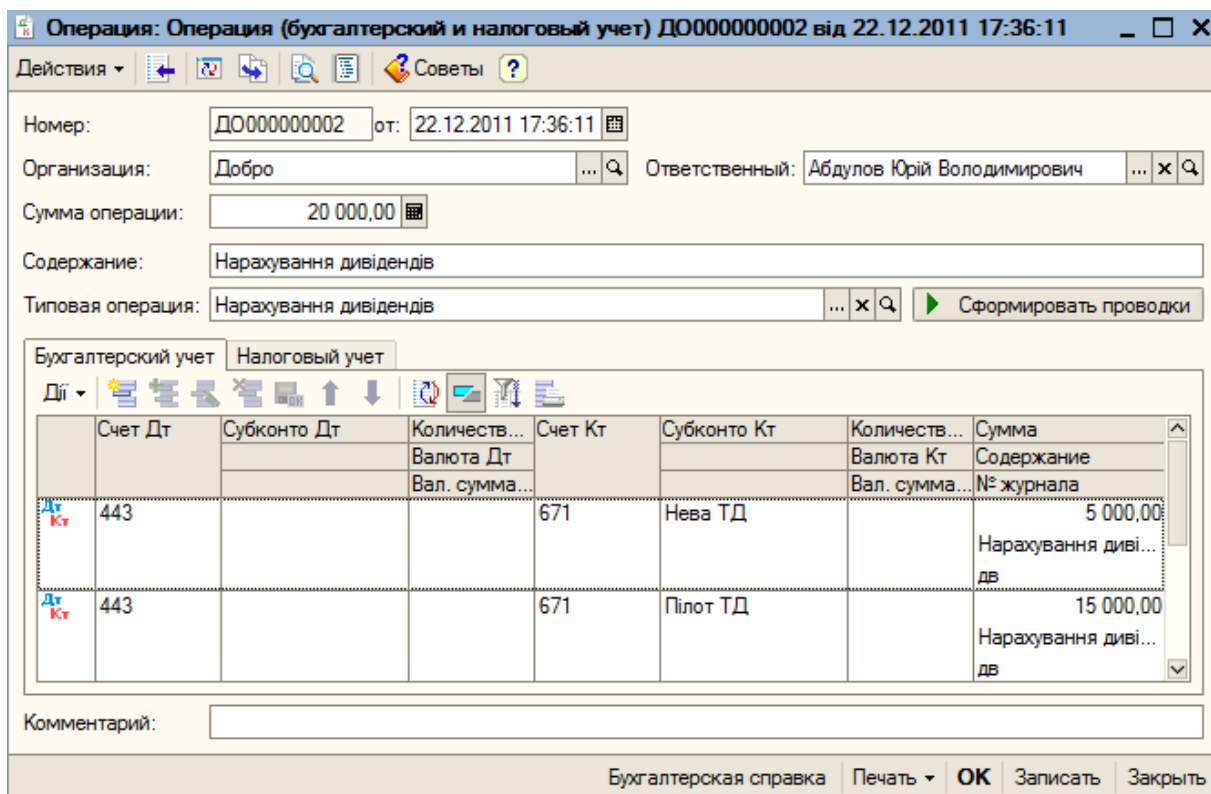 Операция: Операция (бухгалтерский и налоговый учет) ДО000000002 від 22.12.2011 17:36:11
Действия Советы ?
Номер: ДО000000002 от: 22.12.2011 17:36:11
Организация: Добро ... Ответственный: Абдулов Юрій Володимирович ... x
Сумма операции: 20 000,00
Содержание: Нарахування дивідендів
Типовая операция: Нарахування дивідендів ... x Сформировать проводки
Бухгалтерский учет Налоговый учет
Дії
Счет Дт Субконто Дт Количеств... Счет Кт Субконто Кт Количеств... Сумма
Валюта Дт Валюта Кт Содержание
Вал. сумма... Вал. сумма... № журнала
Дт Кт 443 671 Нева ТД 5 000,00
Нарахування диві...
дв
Дт Кт 443 671 Пілот ТД 15 000,00
Нарахування диві...
дв
Комментарий:
Бухгалтерская справка Печать OK Записать Закрыть